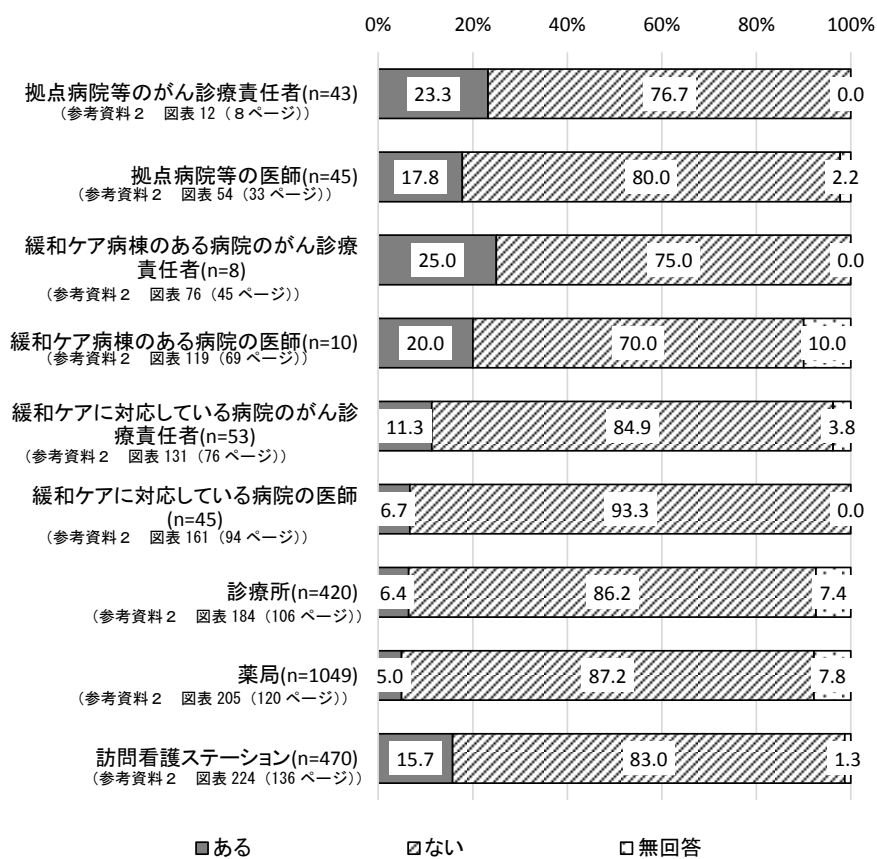 0% 20% 40% 60% 80% 100%
拠点病院等のがん診療責任者(n=43)
（参考資料２　図表 12（８ページ））
23.3 76.7 0.0
拠点病院等の医師(n=45)
（参考資料２　図表 54（33 ページ））
17.8 80.0 2.2
緩和ケア病棟のある病院のがん診療
責任者(n=8)
（参考資料２　図表 76（45 ページ））
25.0 75.0 0.0
緩和ケア病棟のある病院の医師(n=10)
（参考資料２　図表 119（69 ページ））
20.0 70.0 10.0
緩和ケアに対応している病院のがん診
療責任者(n=53)
（参考資料２　図表 131（76 ページ））
11.3 84.9 3.8
緩和ケアに対応している病院の医師
(n=45)
（参考資料２　図表 161（94 ページ））
6.7 93.3 0.0
診療所(n=420)
（参考資料２　図表 184（106 ページ））
6.4 86.2 7.4
薬局(n=1049)
（参考資料２　図表 205（120 ページ））
5.0 87.2 7.8
訪問看護ステーション(n=470)
（参考資料２　図表 224（136 ページ））
15.7 83.0 1.3
ある ない 無回答